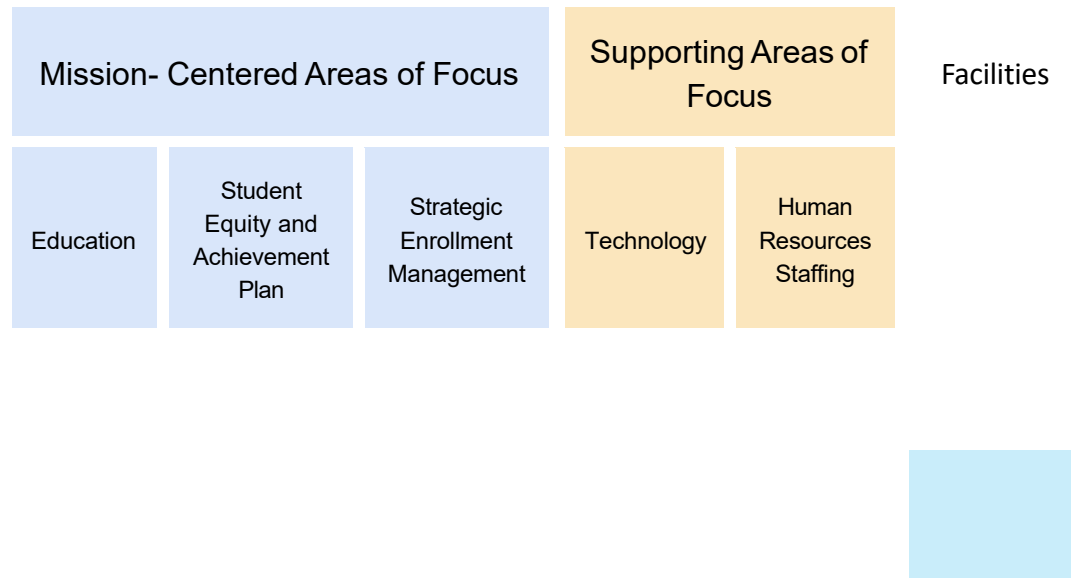 Mission- Centered Areas of Focus
Supporting Areas of
Focus
Facilities
Education
Student
Equity and
Achievement
Plan
Strategic
Enrollment
Management
Technology
Human
Resources
Staffing